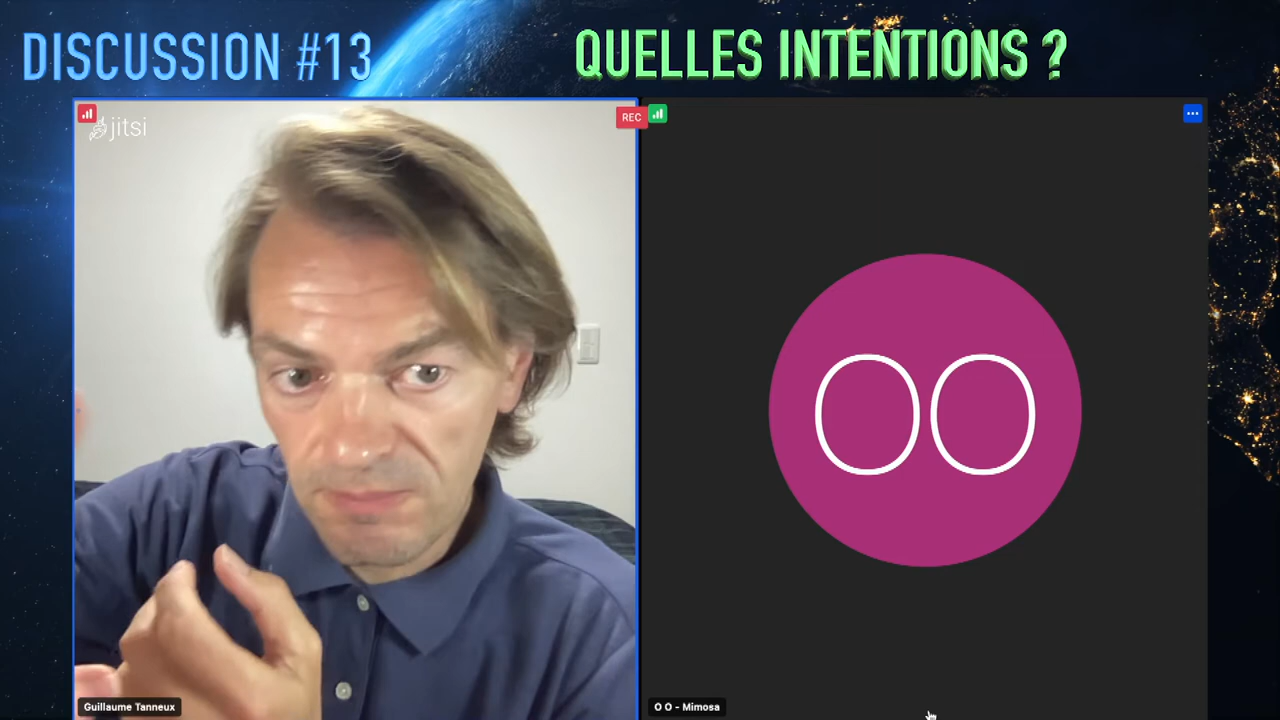 DISCUSSION #13
QUELLES INTENTIONS ?
jitsi
REC
OO
Guillaume Tanneux
O O - Mimosa